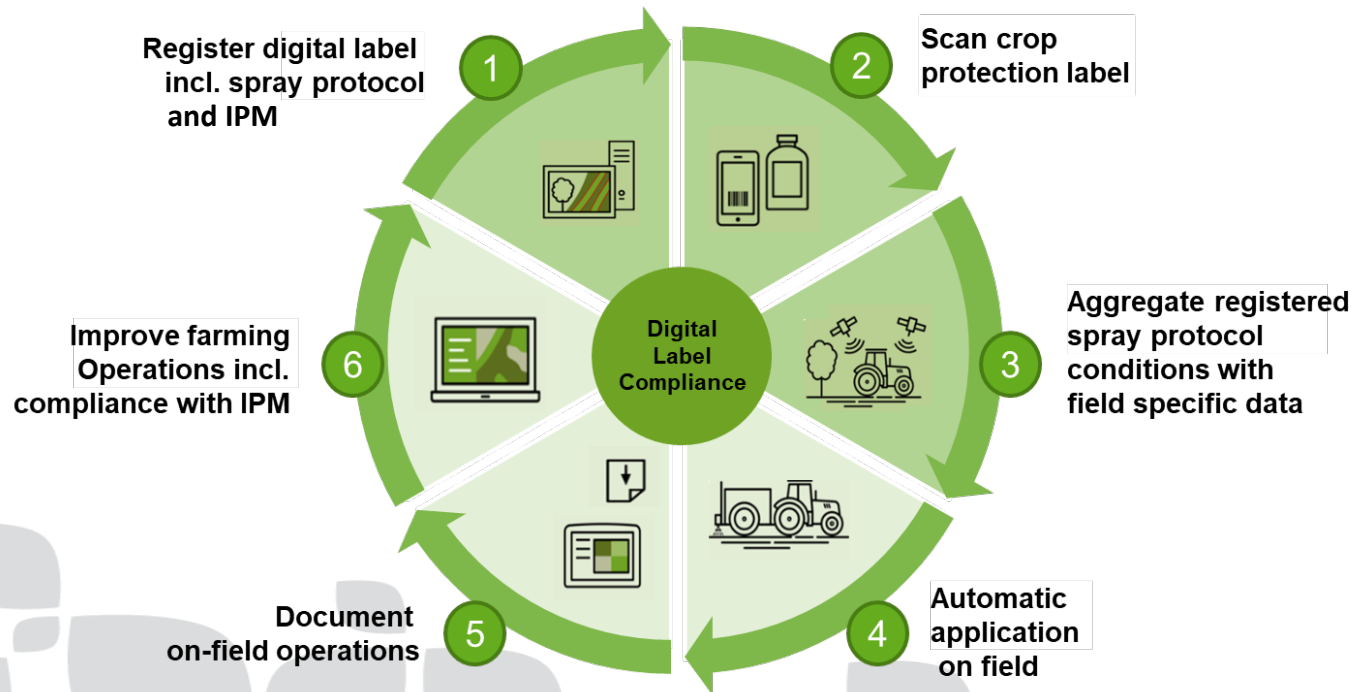 Register digital label
incl. spray protocol
and IPM
1
2
Scan crop
protection label
Aggregate registered
spray protocol
conditions with
field specific data
3
Automatic
application
on field
4
Document
on-field operations
5
Improve farming
Operations incl.
compliance with IPM
6
Digital
Label
Compliance